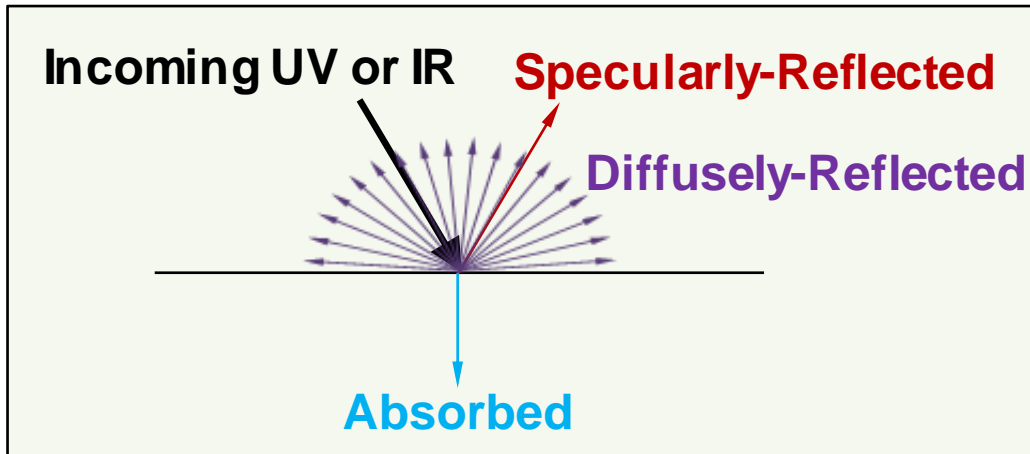 Incoming UV or IR
Specularly-Reflected
Diffusely-Reflected
Absorbed